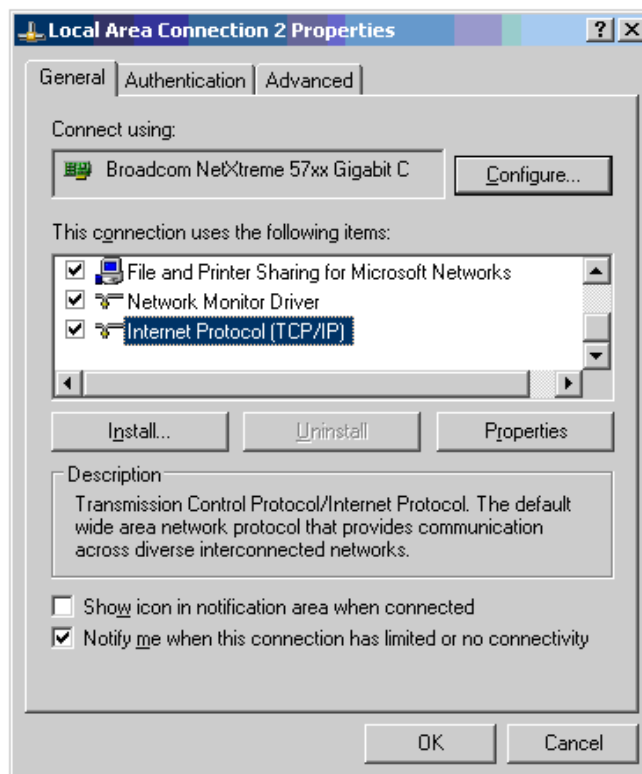 Local Area Connection 2 Properties
General Authentication Advanced
Connect using:
Broadcom NetXtreme 57xx Gigabit C
Configure...
This connection uses the following items:
File and Printer Sharing for Microsoft Networks
Network Monitor Driver
Internet Protocol (TCP/IP)
Install... Uninstall Properties
Description
Transmission Control Protocol/Internet Protocol. The default
wide area network protocol that provides communication
across diverse interconnected networks.
Show icon in notification area when connected
Notify me when this connection has limited or no connectivity
OK Cancel